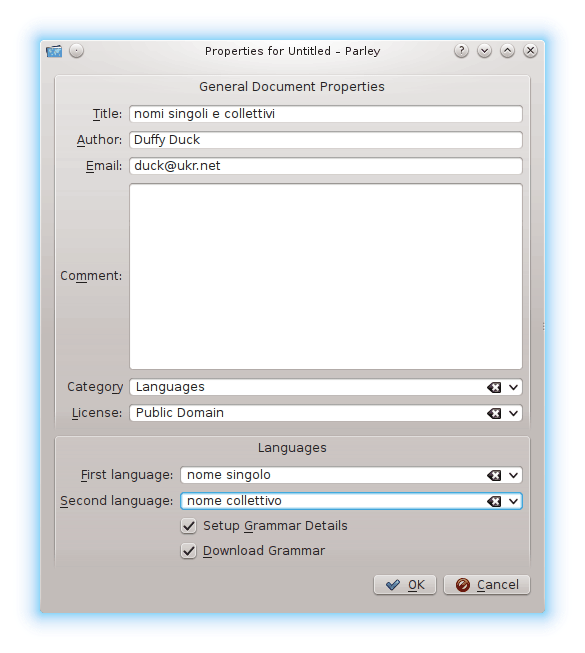 Properties for Untitled – Parley
General Document Properties
Title: nomi singoli e collettivi
Author: Duffy Duck
Email: duck@ukr.net
Comment:
Category Languages
License: Public Domain
Languages
First language: nome singolo
Second language: nome collettivo
Setup Grammar Details
Download Grammar
OK Cancel